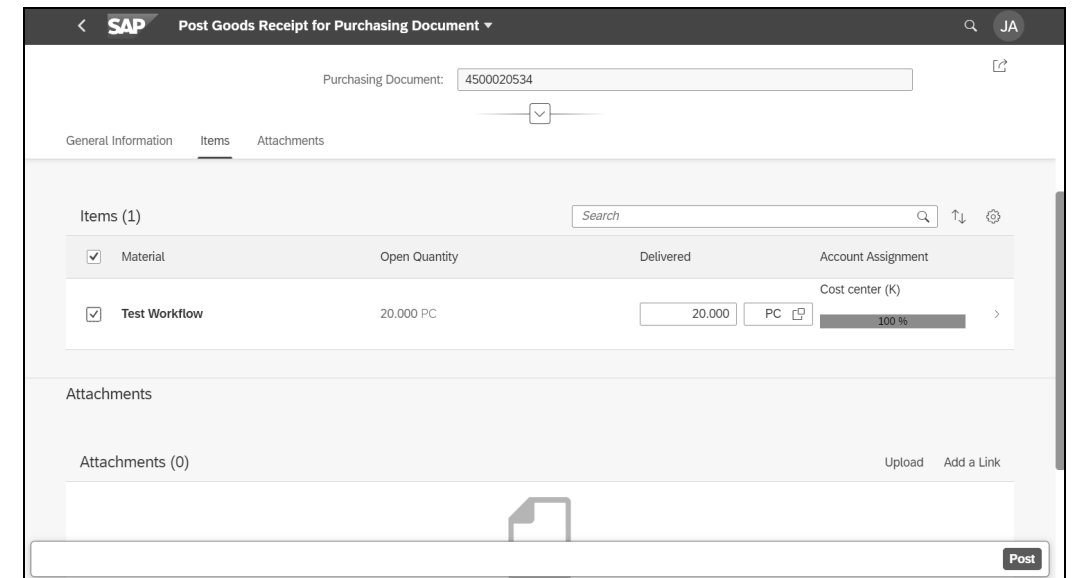 SAP Post Goods Receipt for Purchasing Document JA
Purchasing Document: 4500020534
General Information Items Attachments
Items (1) Search
Material Open Quantity Delivered Account Assignment
Cost center (K)
Test Workflow 20.000 PC 20.000 PC
100 %
Attachments
Attachments (0) Upload Add a Link
Post